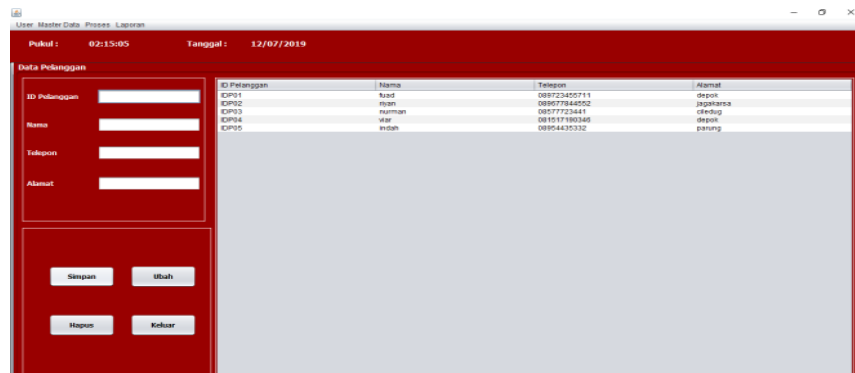 User Master Data Proses Laporan
Pukul : 02:15:05 Tanggal : 12/07/2019
Data Pelanggan
ID Pelanggan
Nama
Telepon
Alamat
Simpan Ubah
Hapus Keluar
ID Pelanggan Nama Telepon Alamat
IDP01 fuad 089723455711 depok
IDP02 riyan 089677844552 jagakarsa
IDP03 nurman 08577723441 ciledug
IDP04 viar 081517190346 depok
IDP05 indah 08954435332 parung